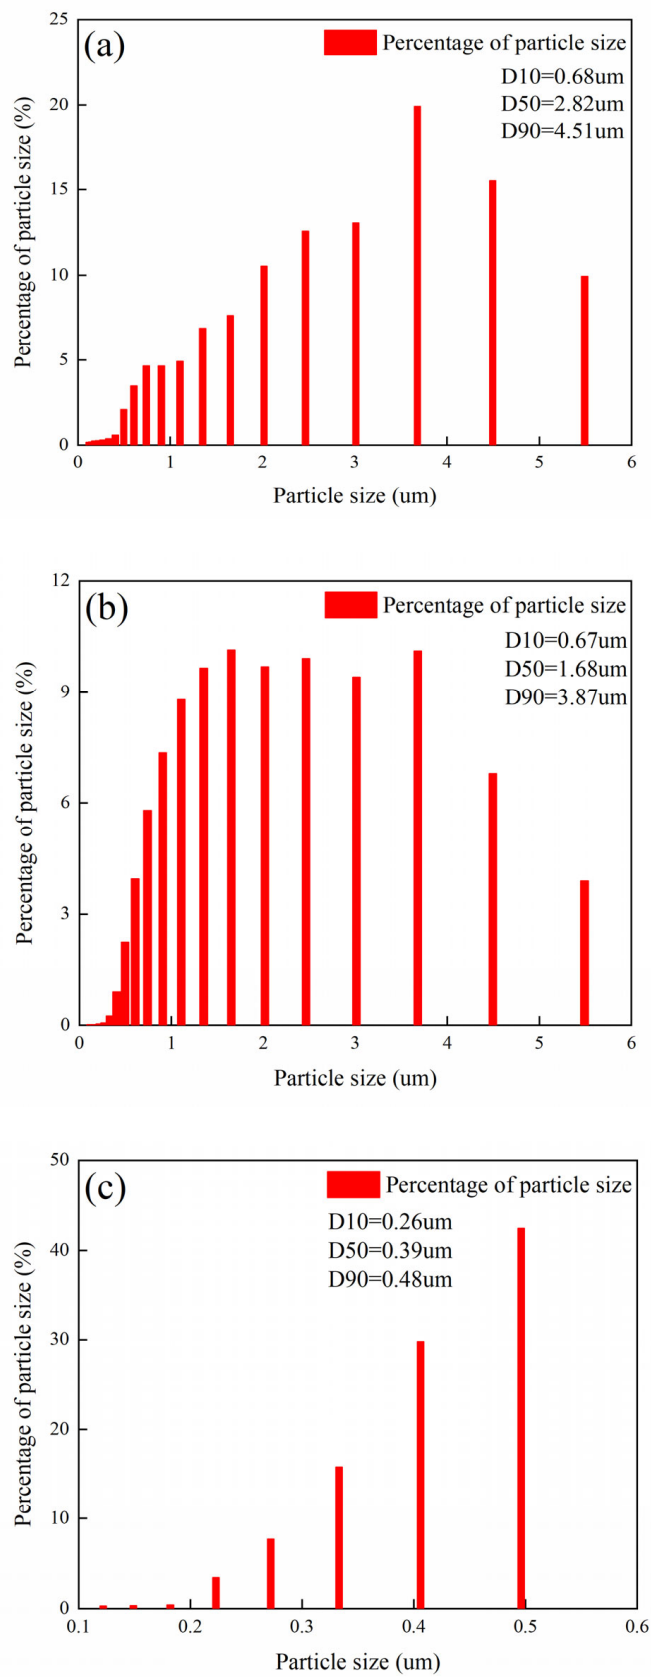 (a)
Percentage of particle size
D10=0.68um
D50=2.82um
D90=4.51um
Percentage of particle size (%)
25
20
15
10
5
0
0 1 2 3 4 5 6
Particle size (um)
(b)
Percentage of particle size
D10=0.67um
D50=1.68um
D90=3.87um
Percentage of particle size (%)
12
9
6
3
0
0 1 2 3 4 5 6
Particle size (um)
(c)
Percentage of particle size
D10=0.26um
D50=0.39um
D90=0.48um
Percentage of particle size (%)
50
40
30
20
10
0
0.1 0.2 0.3 0.4 0.5 0.6
Particle size (um)